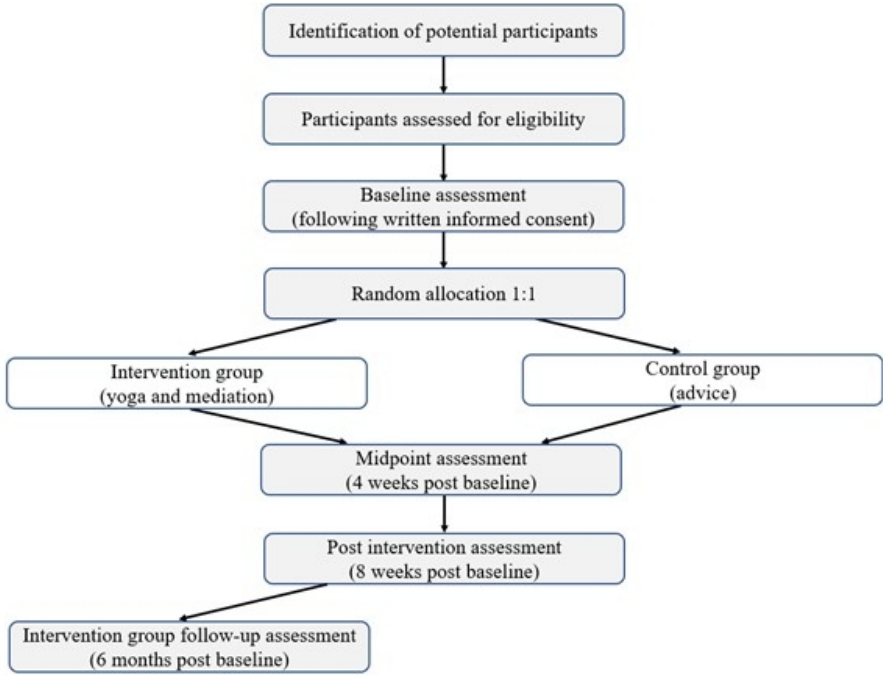 Identification of potential participants
Participants assessed for eligibility
Baseline assessment
(following written informed consent)
Random allocation 1:1
Intervention group
(yoga and mediation)
Control group
(advice)
Midpoint assessment
(4 weeks post baseline)
Post intervention assessment
(8 weeks post baseline)
Intervention group follow-up assessment
(6 months post baseline)